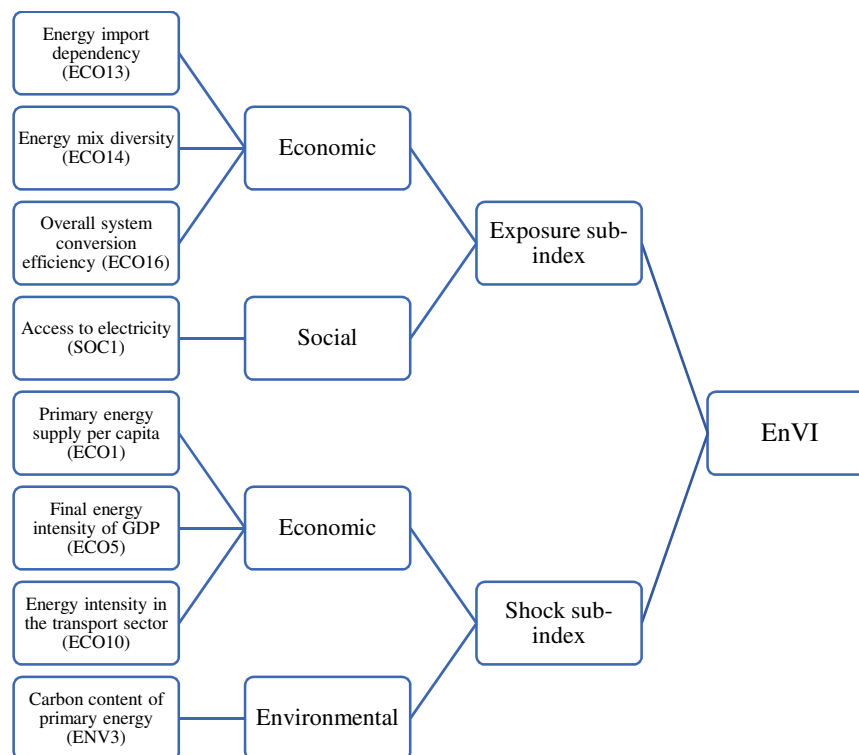 Energy import
dependency
(ECO13)
Energy mix diversity
(ECO14)
Overall system
conversion
efficiency (ECO16)
Access to electricity
(SOC1)
Primary energy
supply per capita
(ECO1)
Final energy
intensity of GDP
(ECO5)
Energy intensity in
the transport sector
(ECO10)
Carbon content of
primary energy
(ENV3)
Economic
Social
Economic
Environmental
Exposure sub-
index
Shock sub-
index
EnVI